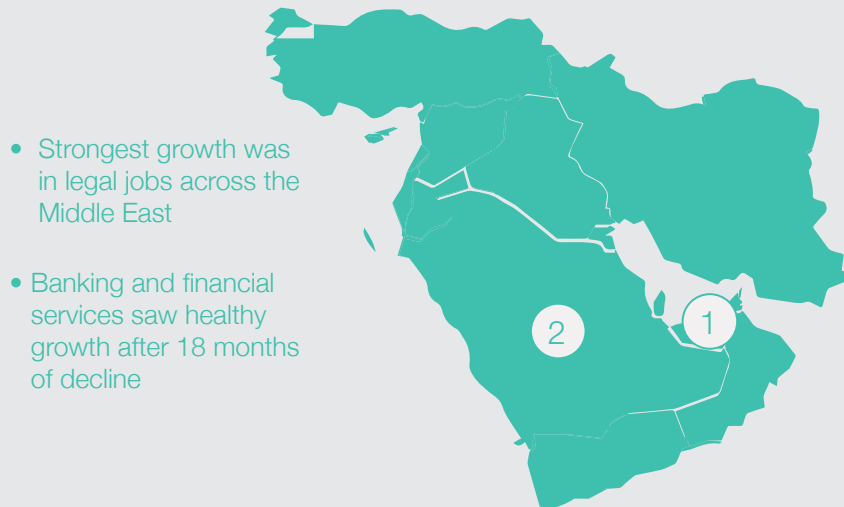 • Strongest growth was
in legal jobs across the
Middle East
• Banking and financial
services saw healthy
growth after 18 months
of decline
2
1